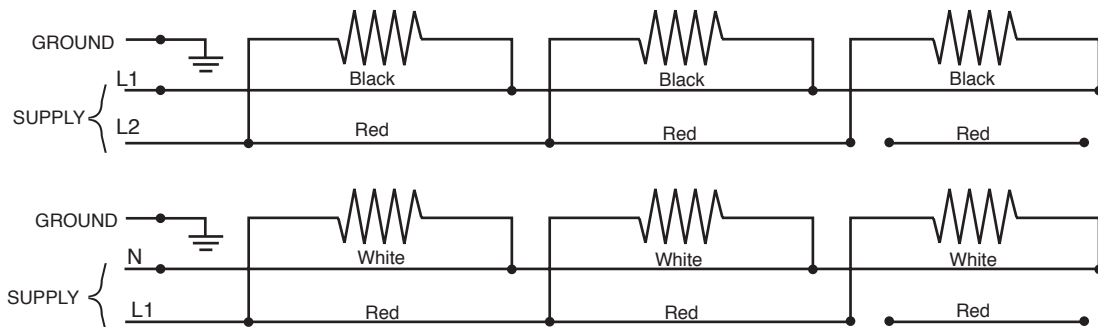 GROUND
L1
Black Black Black
SUPPLY
L2
Red Red Red
GROUND
N
White White White
SUPPLY
L1
Red Red Red